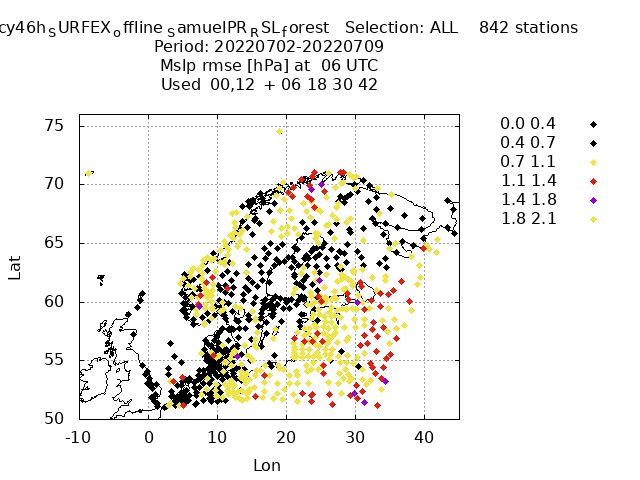 cy46hSURFEXoffline SamuelPRRSLforest Selection: ALL 842 stations
Period: 20220702-20220709
Mslp rmse [hPa] at 06 UTC
Used 00,12 + 06 18 30 42
75
70
65
60
55
50
-10 0 10 20 30 40
Lat
Lon
0.0 0.4
0.4 0.7
0.7 1.1
1.1 1.4
1.4 1.8
1.8 2.1